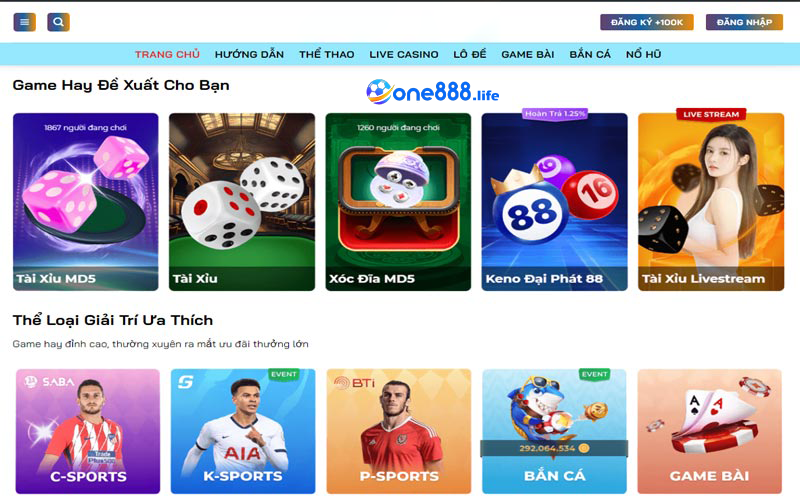 ĐĂNG KÝ +100K
ĐĂNG NHẬP
TRANG CHỦ HƯỚNG DẪN THỂ THAO LIVE CASINO LÔ ĐỀ GAME BÀI BẮN CÁ NỔ HŨ
Game Hay Đề Xuất Cho Bạn
one888.life
1867 người đang chơi
Tài Xỉu MD5
Tài Xỉu
1260 người đang chơi
Xóc Đĩa MD5
Hoàn Trả 1.25%
9
88
16
Keno Đại Phát 88
LIVE STREAM
Tài Xỉu Livestream
Thể Loại Giải Trí Ưa Thích
Game hay đỉnh cao, thường xuyên ra mắt ưu đãi thưởng lớn
SABA
Trade
Plus500
C-SPORTS
S
EVENT
AIA
K-SPORTS
BTi
P-SPORTS
EVENT
292.064.534
BẮN CÁ
A
A
GAME BÀI